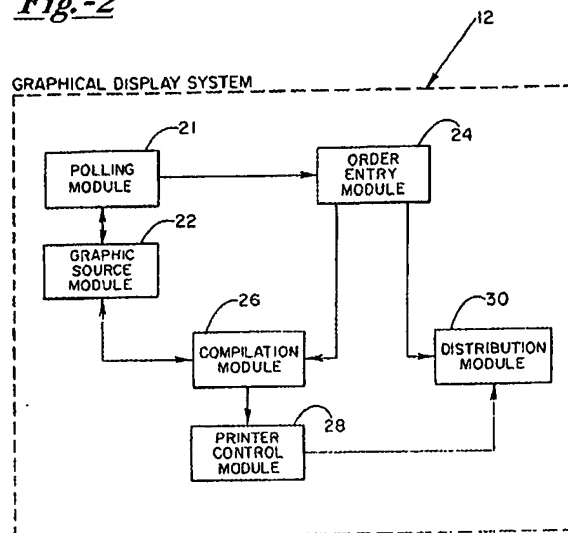 Fig.-2
12
GRAPHICAL DISPLAY SYSTEM
21
POLLING
MODULE
24
ORDER
ENTRY
MODULE
22
GRAPHIC
SOURCE
MODULE
26
COMPILATION
MODULE
30
DISTRIBUTION
MODULE
28
PRINTER
CONTROL
MODULE